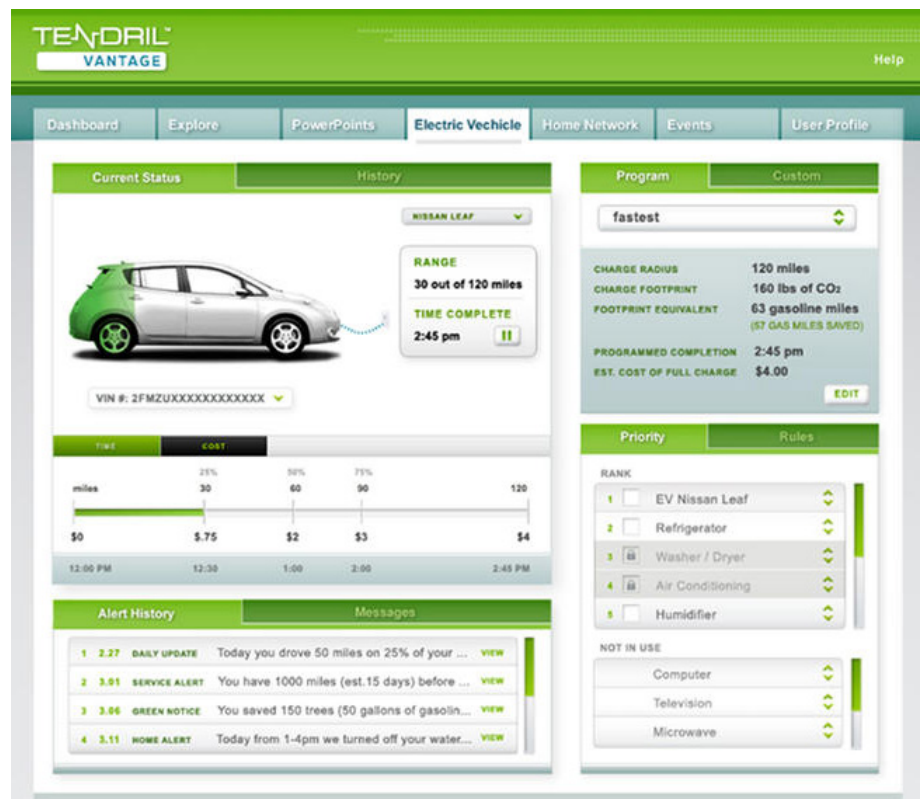 TENDRIL
VANTAGE
Help
Dashboard Explore PowerPoints Electric Vechicle Home Network Events User Profile
Current Status History
NISSAN LEAF
RANGE
30 out of 120 miles
TIME COMPLETE
2:45 pm
VIN #: 2FMZUXXXXXXXXXXXX
TIME COST
25% 50% 75%
miles 30 60 90 120
$0 $.75 $2 $3 $4
12:00 PM 12:30 1:00 2:00 2:45 PM
Alert History Messages
1 2.27 DAILY UPDATE Today you drove 50 miles on 25% of your ... VIEW
2 3.01 SERVICE ALERT You have 1000 miles (est.15 days) before ... VIEW
3 3.06 GREEN NOTICE You saved 150 trees (50 gallons of gasolin... VIEW
4 3.11 HOME ALERT Today from 1-4pm we turned off your water... VIEW
Program Custom
fastest
CHARGE RADIUS 120 miles
CHARGE FOOTPRINT 160 lbs of CO2
FOOTPRINT EQUIVALENT 63 gasoline miles
(57 GAS MILES SAVED)
PROGRAMMED COMPLETION 2:45 pm
EST. COST OF FULL CHARGE $4.00
EDIT
Priority Rules
RANK
1 EV Nissan Leaf
2 Refrigerator
3 Washer / Dryer
4 Air Conditioning
5 Humidifier
NOT IN USE
Computer
Television
Microwave